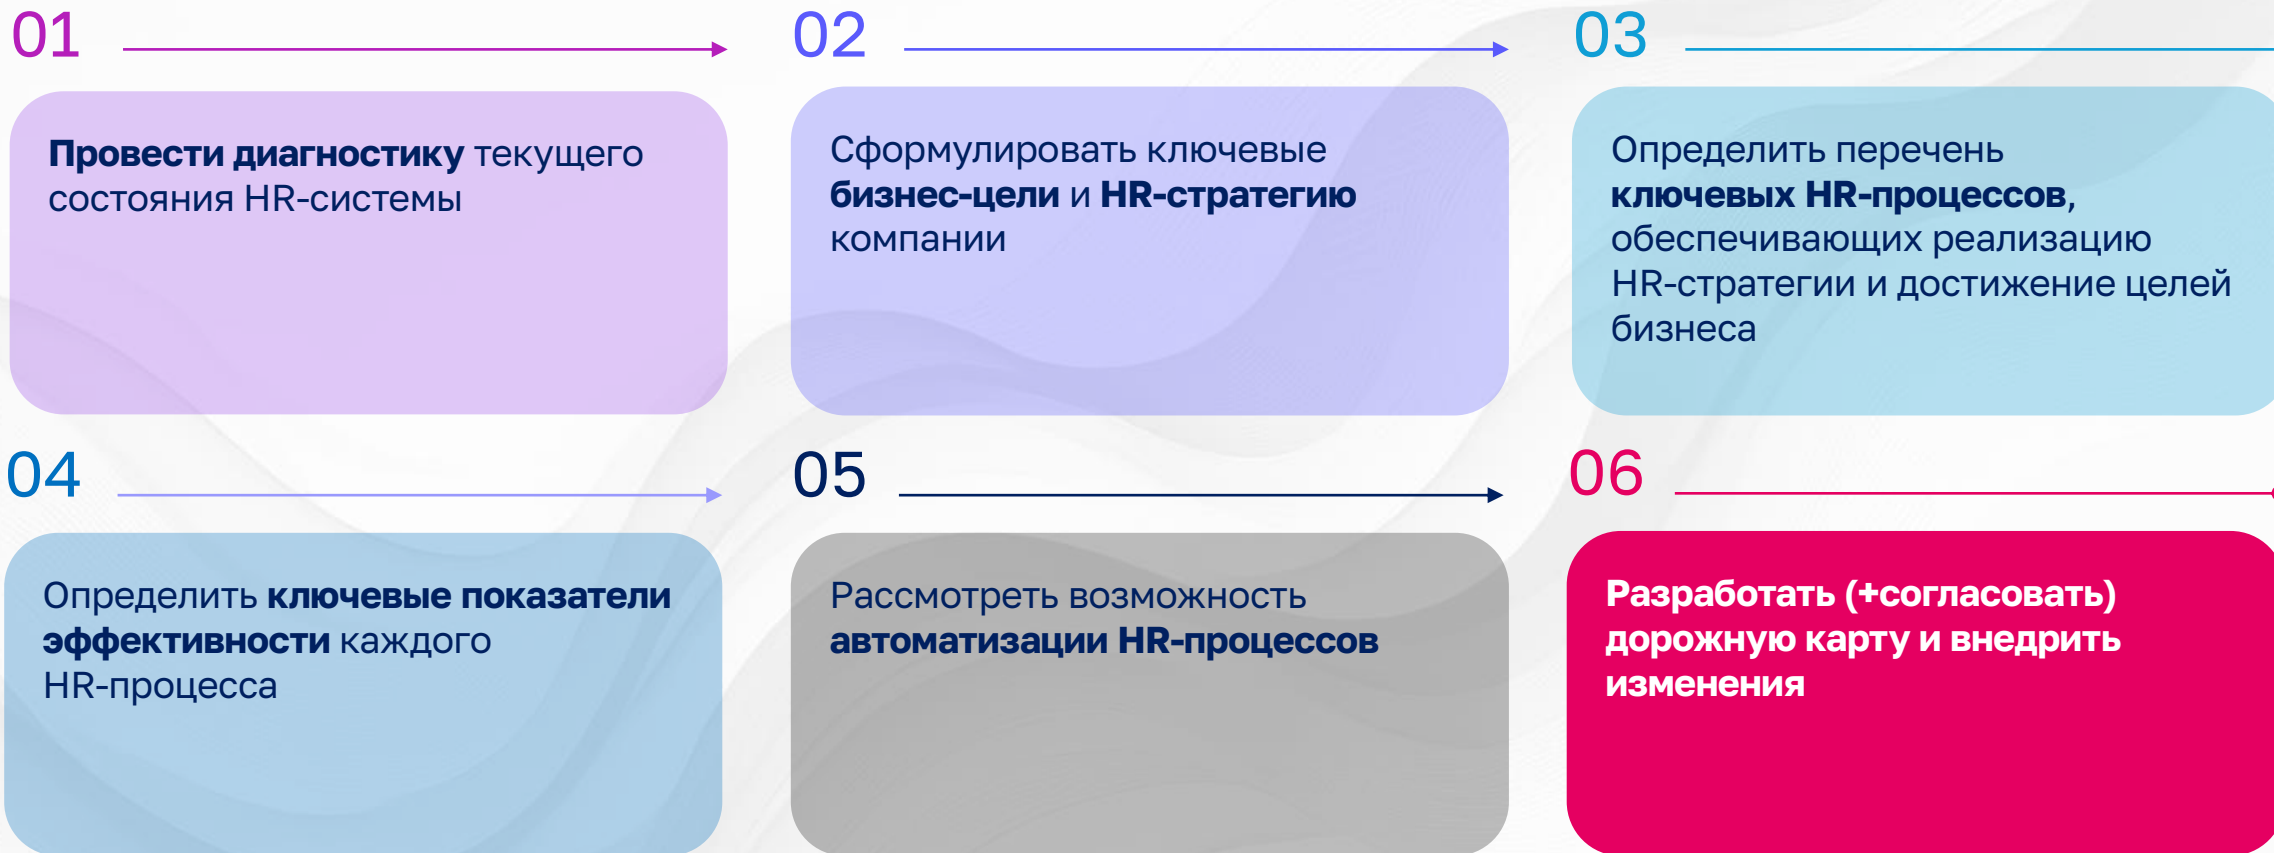 01
Провести диагностику текущего
состояния HR-системы
02
Сформулировать ключевые
бизнес-цели и HR-стратегию
компании
03
Определить перечень
ключевых HR-процессов,
обеспечивающих реализацию
HR-стратегии и достижение целей
бизнеса
04
Определить ключевые показатели
эффективности каждого
HR-процесса
05
Рассмотреть возможность
автоматизации HR-процессов
06
Разработать (+согласовать)
дорожную карту и внедрить
изменения